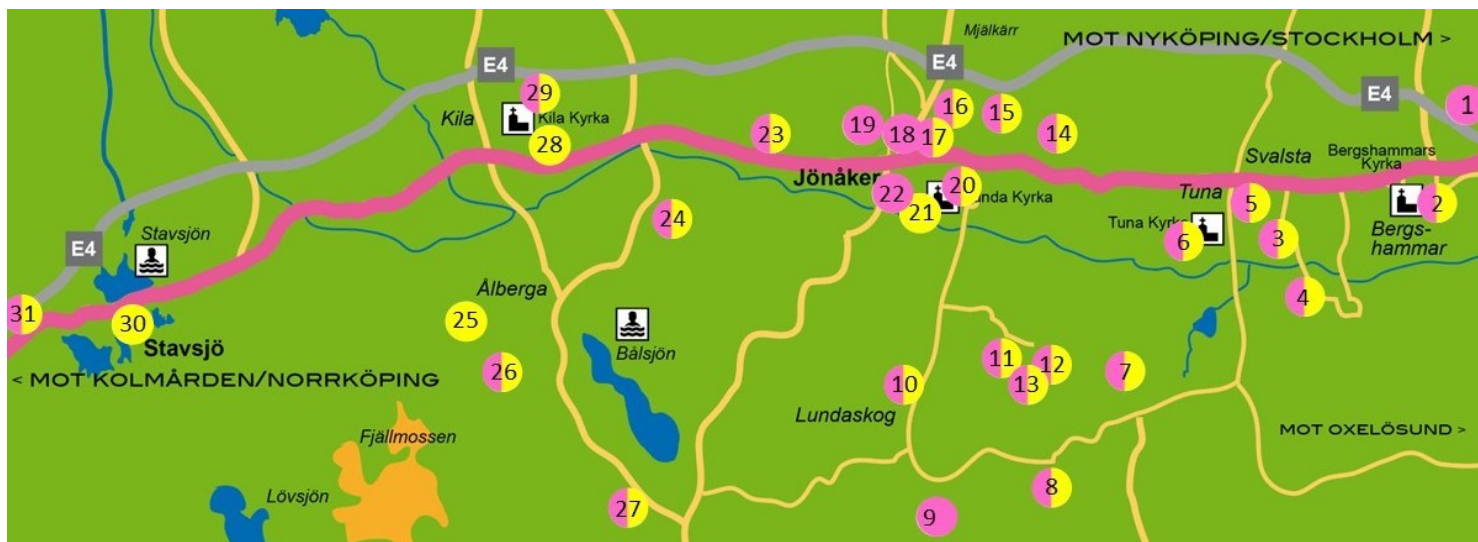 Mjälkärr
MOT NYKÖPING/STOCKHOLM >
E4
E4
E4
1
29
Kila
Kila Kyrka
28
23
19
18
17
16
15
14
Svalsta
Bergshammars
Kyrka
Jönåker
22
21
20
unda Kyrka
Tuna
5
2
Tuna Kyrka
6
3
Bergs-
hammar
24
E4
Stavsjön
4
Ålberga
31
30
25
Stavsjö
Bålsjön
< MOT KOLMÅRDEN/NORRKÖPING
26
11
12
13
7
10
Lundaskog
Fjällmossen
MOT OXELÖSUND >
Lövsjön
27
8
9